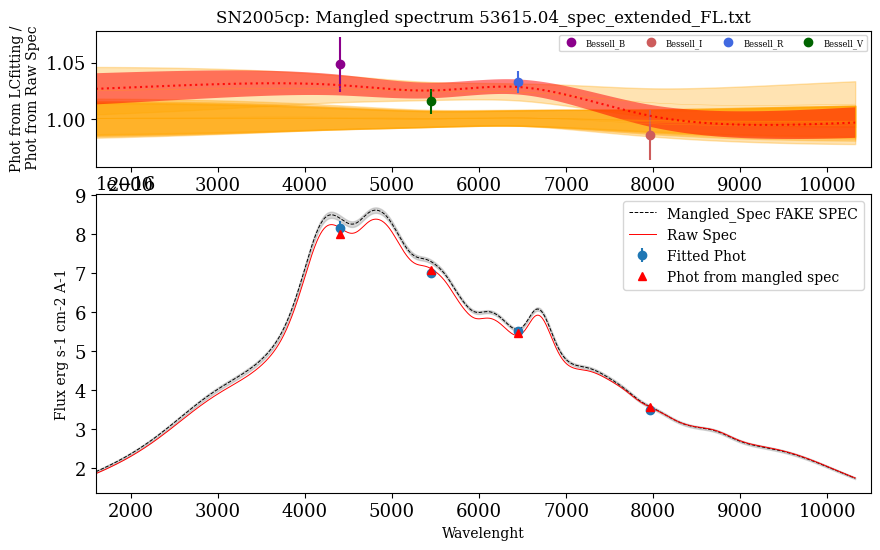 SN2005cp: Mangled spectrum 53615.04_spec_extended_FL.txt
Phot from LCfitting /
Phot from Raw Spec
1.05
1.00
Bessell_B
Bessell_I
Bessell_R
Bessell_V
2000 3000 4000 5000 6000 7000 8000 9000 10000
1e−16
9
8
7
6
5
4
3
2
Flux erg s-1 cm-2 A-1
Mangled_Spec FAKE SPEC
Raw Spec
Fitted Phot
Phot from mangled spec
2000 3000 4000 5000 6000 7000 8000 9000 10000
Wavelenght